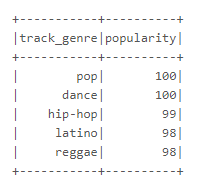 +-----------+----------+
|track_genre|popularity|
+-----------+----------+
|        pop|       100|
|      dance|       100|
|    hip-hop|        99|
|     latino|        98|
|     reggae|        98|
+-----------+----------+